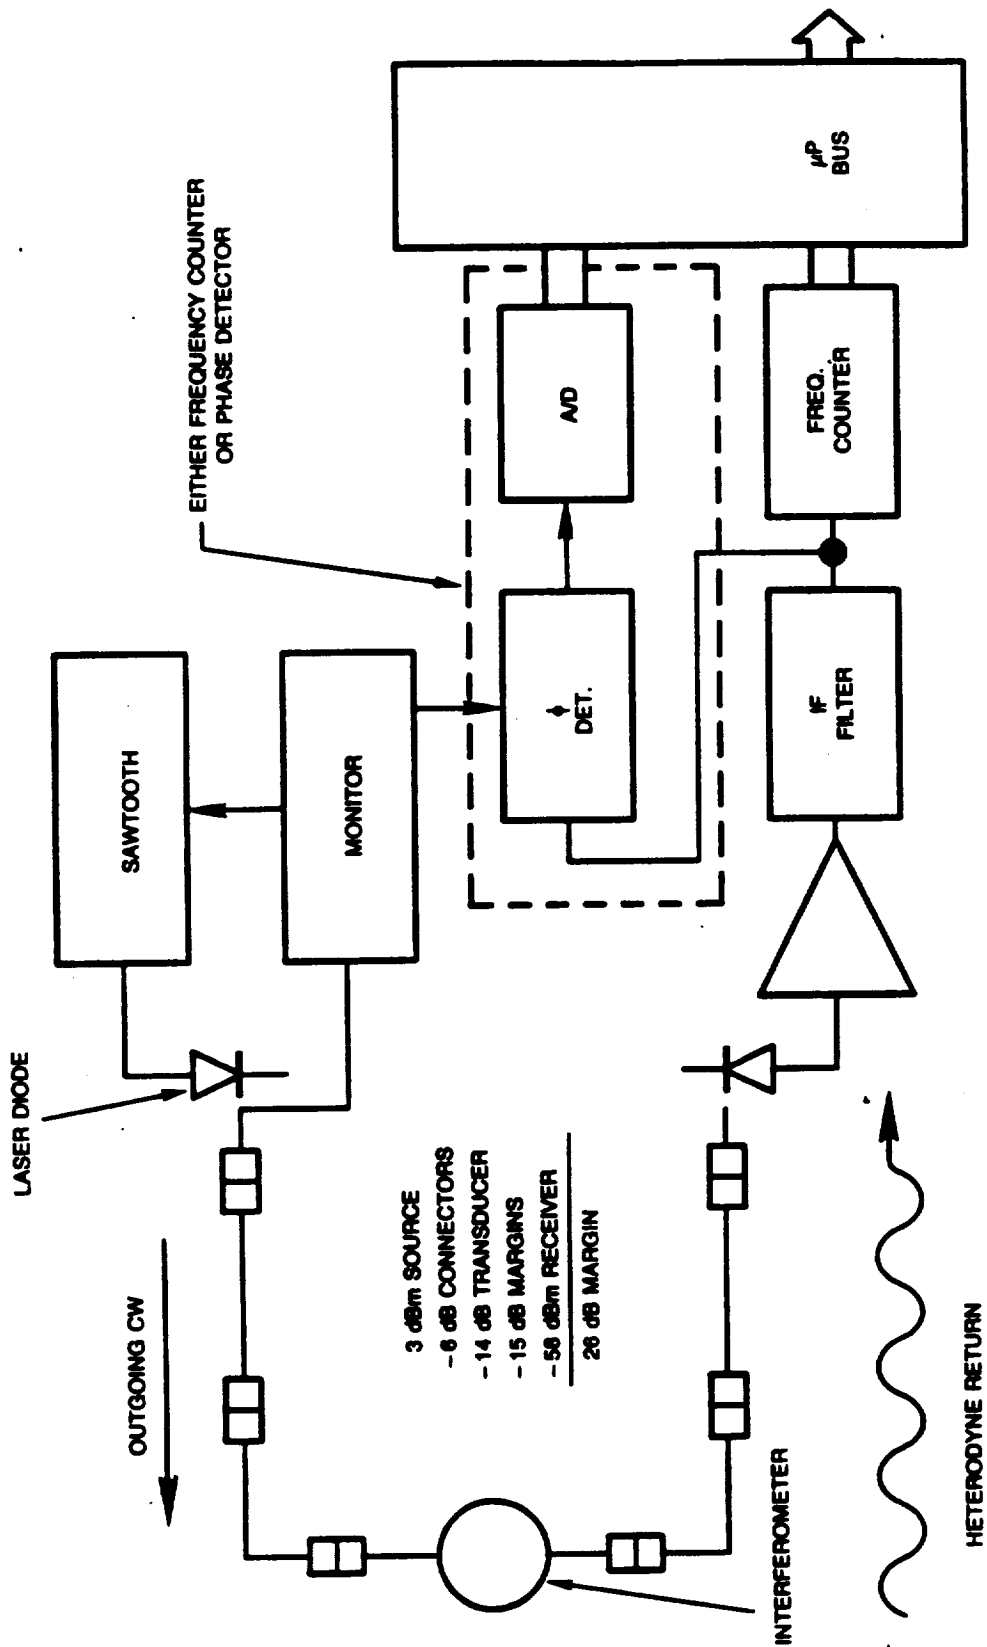 LASER DIODE
OUTGOING CW
SAWTOOTH
EITHER FREQUENCY COUNTER
OR PHASE DETECTOR
MONITOR
3 dBm SOURCE
-6 dB CONNECTORS
-14 dB TRANSDUCER
-15 dB MARGINS
-58 dBm RECEIVER
26 dB MARGIN
ϕ
DET.
A/D
INTERFEROMETER
IF
FILTER
FREQ.
COUNTER
μP
BUS
HETERODYNE RETURN